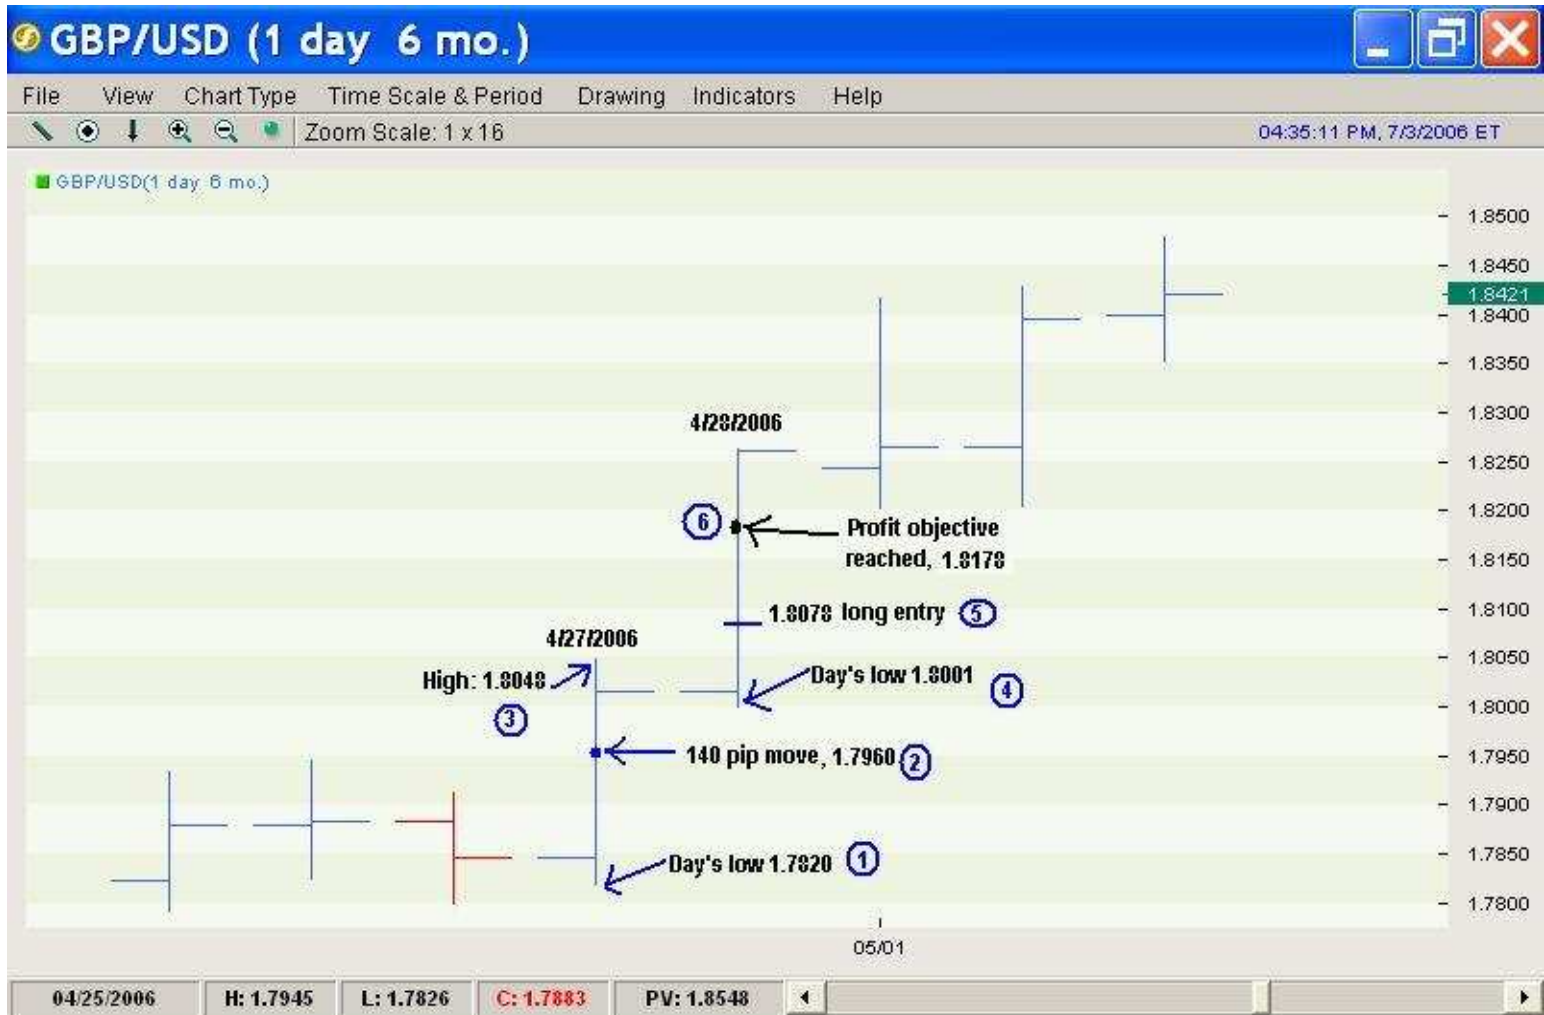 GBP/USD (1 day 6 mo.)
File View Chart Type Time Scale & Period Drawing Indicators Help
Zoom Scale: 1 x 16
04:35:11 PM, 7/3/2006 ET
GBP/USD(1 day 6 mo.)
1.8500
1.8450
1.8421
1.8400
1.8350
1.8300
4/28/2006
1.8250
1.8200
6
Profit objective
reached, 1.8178
1.8150
1.8100
1.8078 long entry 5
4/27/2006
1.8050
High: 1.8048
3
Day's low 1.8001
4
1.8000
140 pip move, 1.7960 2
1.7950
1.7900
1.7850
Day's low 1.7820 1
1.7800
05/01
04/25/2006 H: 1.7945 L: 1.7826 C: 1.7883 PV: 1.8548